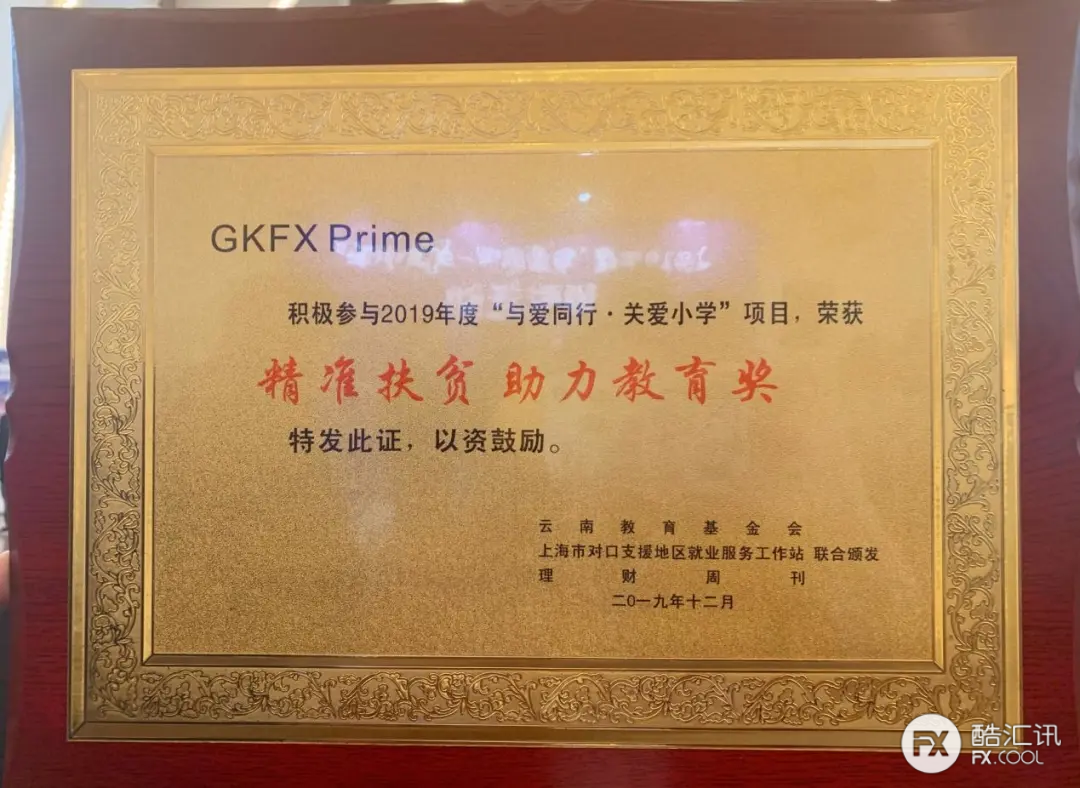 GKFX Prime
积极参与2019年度“与爱同行·关爱小学”项目，荣获
精准扶贫 助力教育奖
特发此证，以资鼓励。
云南教育基金会
上海市对口支援地区就业服务工作站 联合颁发
理财周刊
二〇一九年十二月
FX 酷汇讯
FX.COOL